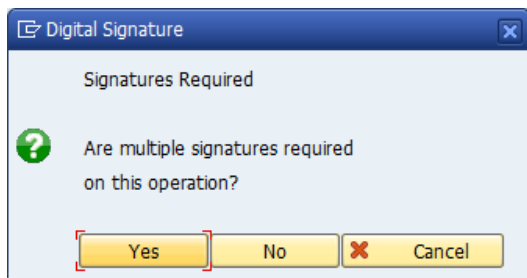 Digital Signature
Signatures Required
Are multiple signatures required
on this operation?
Yes No Cancel